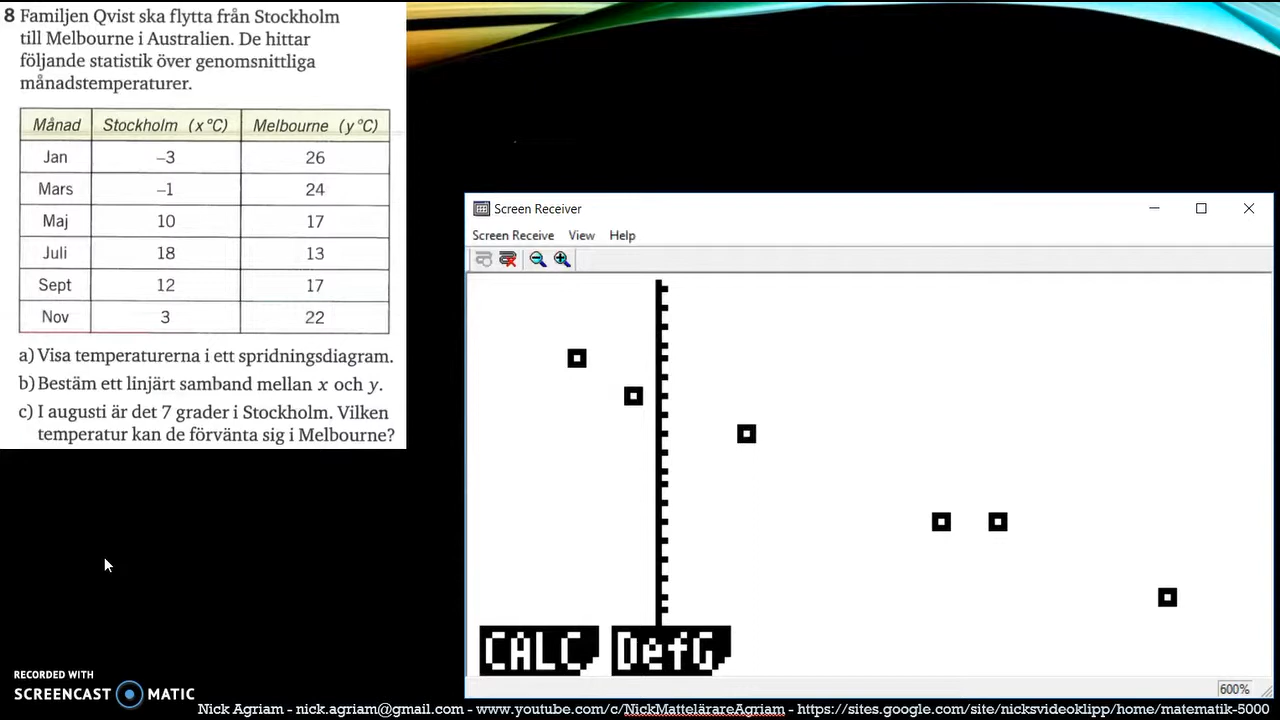 8 Familjen Qvist ska flytta från Stockholm
till Melbourne i Australien. De hittar
följande statistik över genomsnittliga
månadstemperaturer.
Månad Stockholm (x°C) Melbourne (y°C)
Jan –3 26
Mars –1 24
Maj 10 17
Juli 18 13
Sept 12 17
Nov 3 22
a) Visa temperaturerna i ett spridningsdiagram.
b) Bestäm ett linjärt samband mellan x och y.
c) I augusti är det 7 grader i Stockholm. Vilken
temperatur kan de förvänta sig i Melbourne?
Screen Receiver
Screen Receive View Help
CALC DefG
600%
RECORDED WITH
SCREENCAST MATIC
Nick Agriam - nick.agriam@gmail.com - www.youtube.com/c/NickMattelärareAgriam - https://sites.google.com/site/nicksvideoklipp/home/matematik-5000